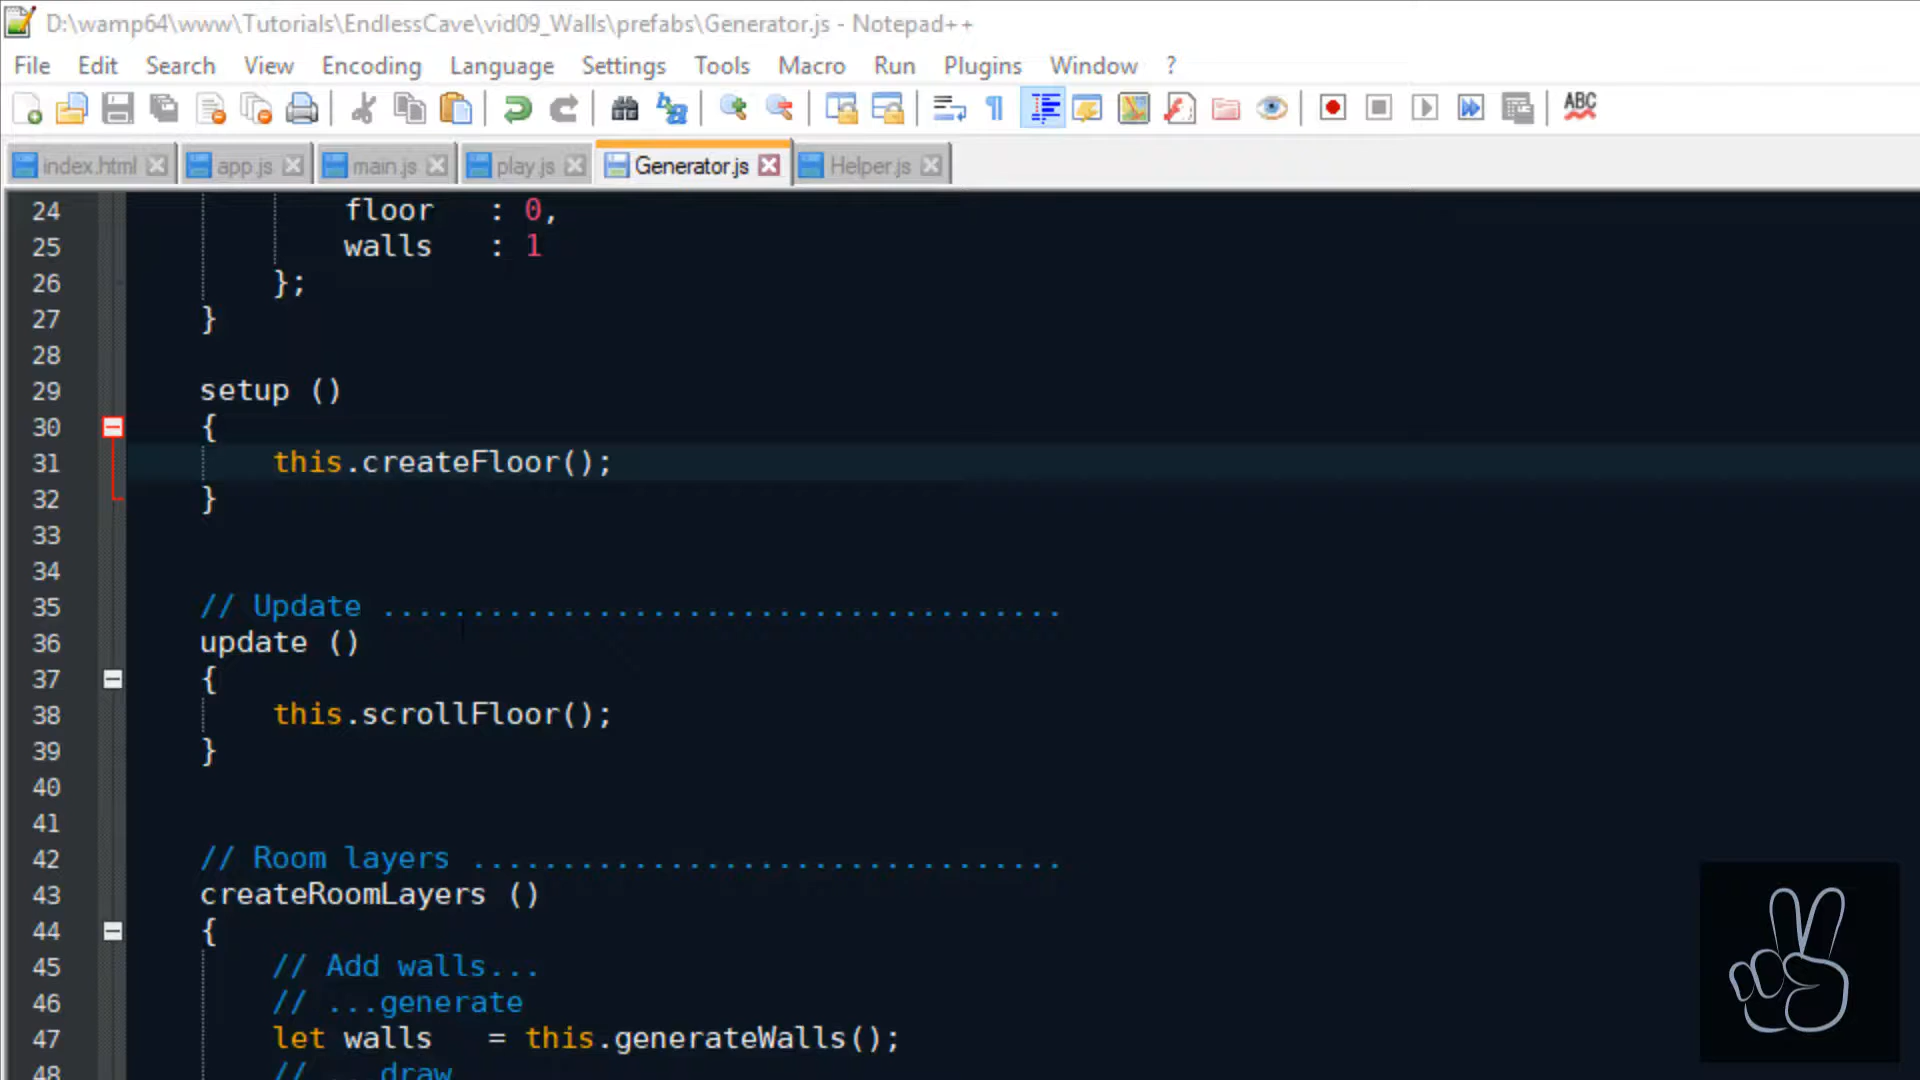 D:\wamp64\www\Tutorials\EndlessCave\vid09_Walls\prefabs\Generator.js - Notepad++
File Edit Search View Encoding Language Settings Tools Macro Run Plugins Window ?
ABC
index.html app.js main.js play.js Generator.js Helper.js
24 floor : 0,
25 walls : 1
26 };
27 }
28
29 setup ()
30 {
31 this.createFloor();
32 }
33
34
35 // Update ......................................
36 update ()
37 {
38 this.scrollFloor();
39 }
40
41
42 // Room layers .................................
43 createRoomLayers ()
44 {
45 // Add walls...
46 // ...generate
47 let walls = this.generateWalls();
48 // ...draw